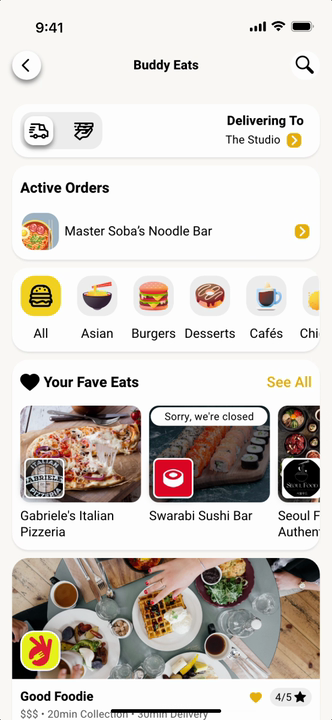 9:41
Buddy Eats
Delivering To
The Studio
Active Orders
Master Soba's Noodle Bar
All
Asian
Burgers
Desserts
Cafés
Chi
Your Fave Eats
See All
Sorry, we're closed
ITALIAN
GABRIELE'S
PIZZERIA
Seoul Food
Gabriele's Italian
Pizzeria
Swarabi Sushi Bar
Seoul F
Authen
Good Foodie
4/5
$$$ • 20min Collection • 30min Delivery